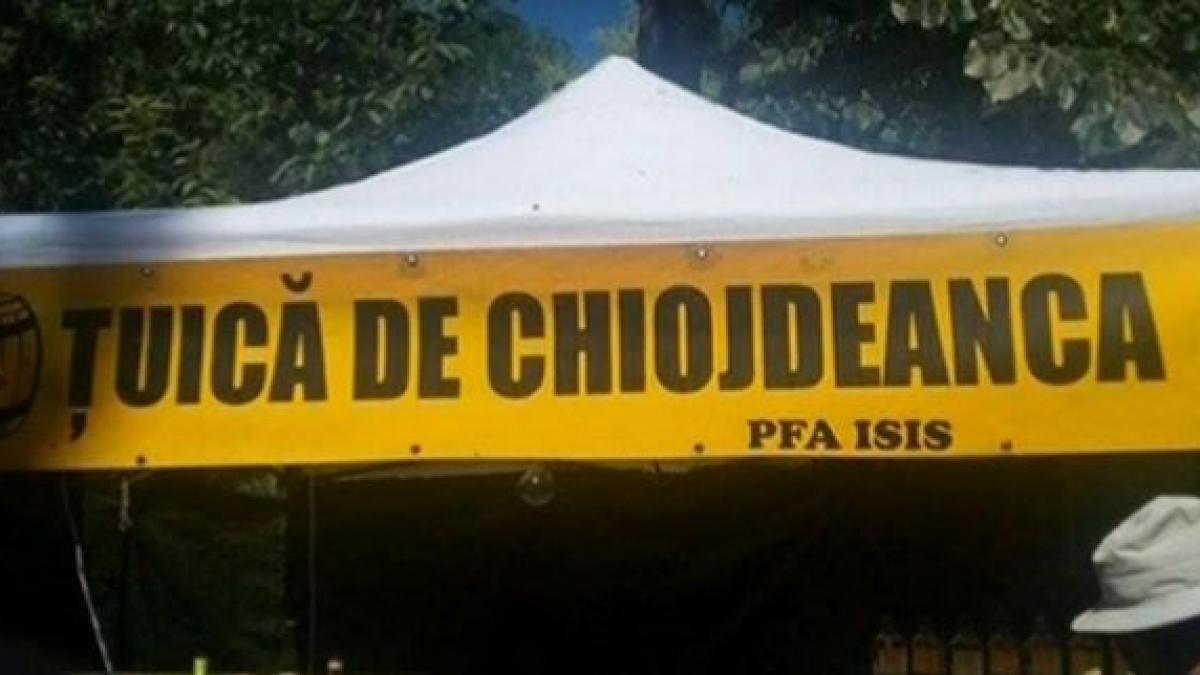 ȚUICĂ DE CHIOJDEANCA
PFA ISIS